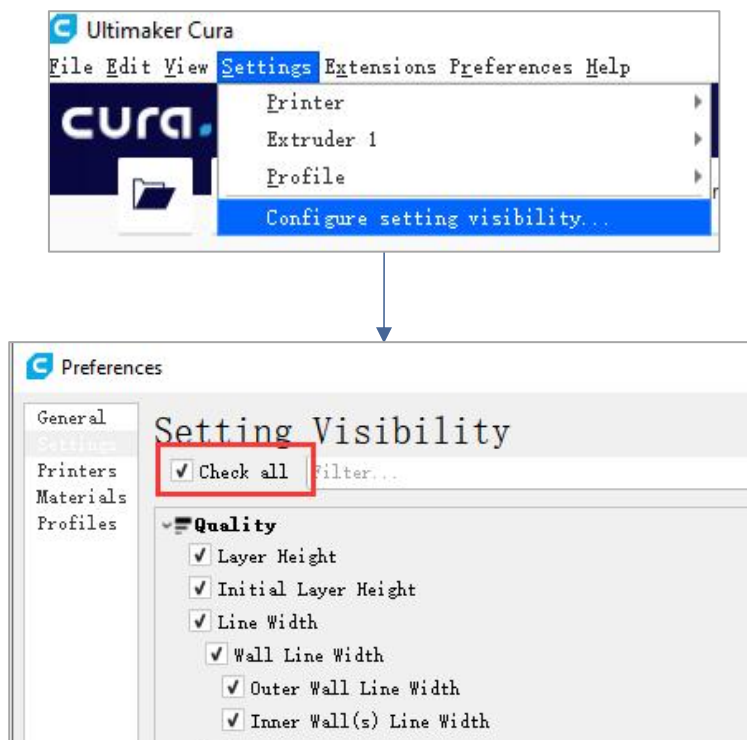 Ultimaker Cura
File Edit View Settings Extensions Preferences Help
cura.
Printer
Extruder 1
Profile
Configure setting visibility...
Preferences
General
Settings
Printers
Materials
Profiles
Setting Visibility
Check all Filter...
Quality
Layer Height
Initial Layer Height
Line Width
Wall Line Width
Outer Wall Line Width
Inner Wall(s) Line Width